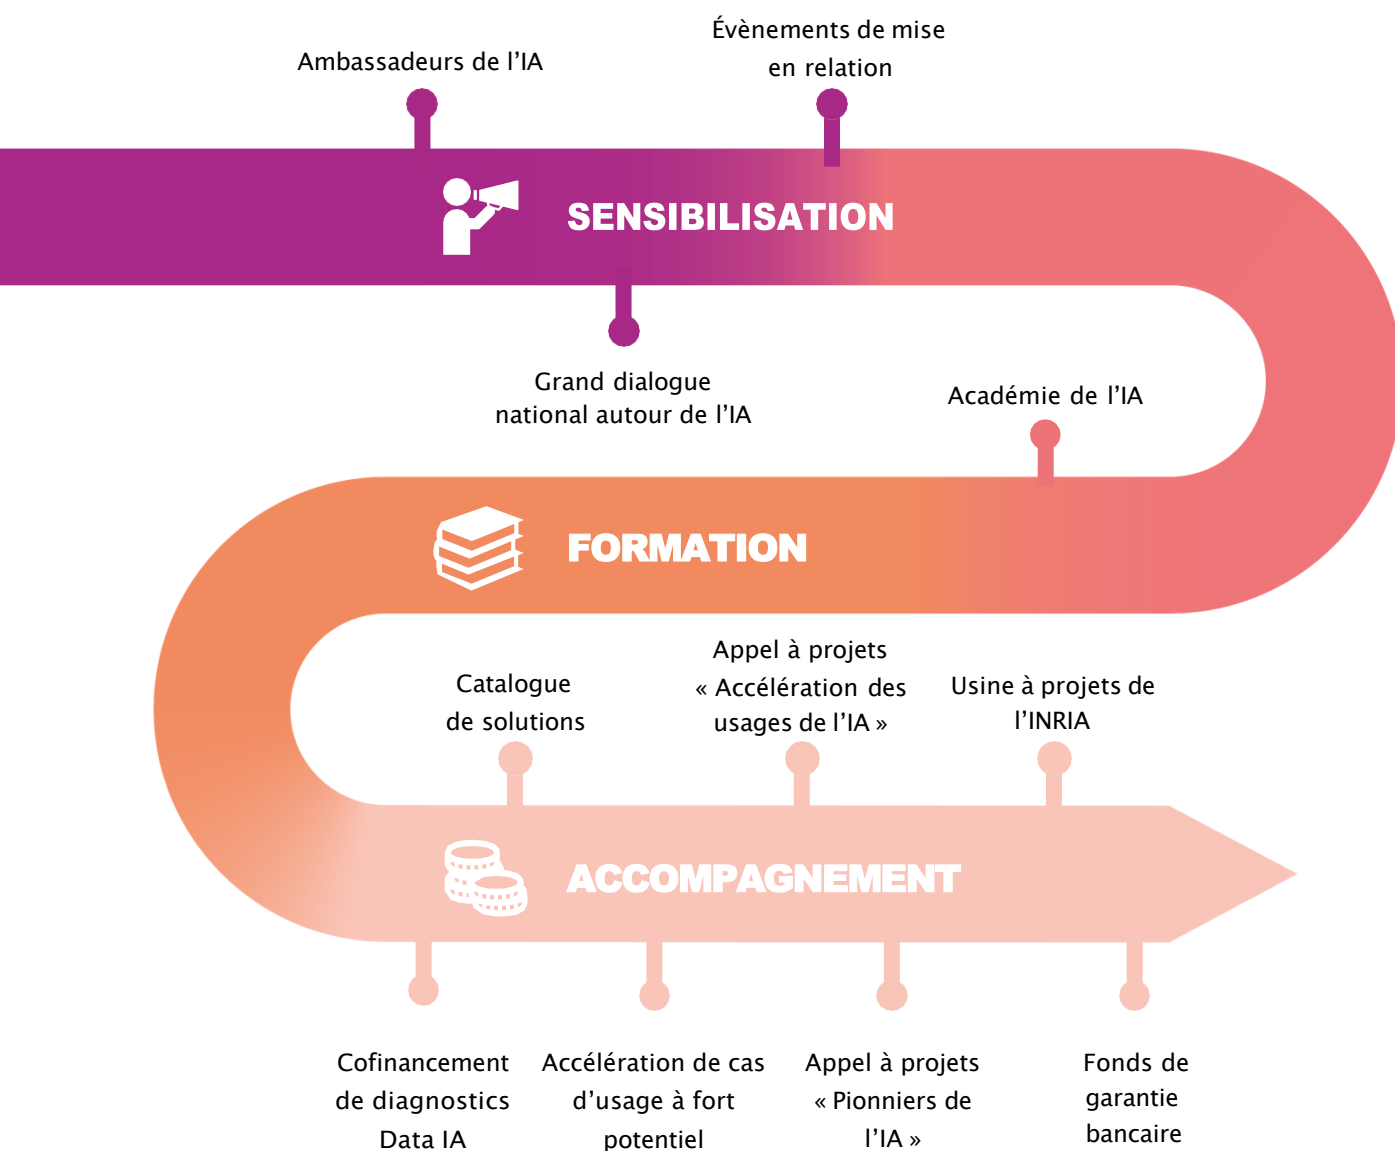 Ambassadeurs de l’IA
Évènements de mise
en relation
SENSIBILISATION
Grand dialogue
national autour de l’IA
Académie de l’IA
FORMATION
Catalogue
de solutions
Appel à projets
« Accélération des
usages de l’IA »
Usine à projets de
l’INRIA
ACCOMPAGNEMENT
Cofinancement
de diagnostics
Data IA
Accélération de cas
d’usage à fort
potentiel
Appel à projets
« Pionniers de
l’IA »
Fonds de
garantie
bancaire